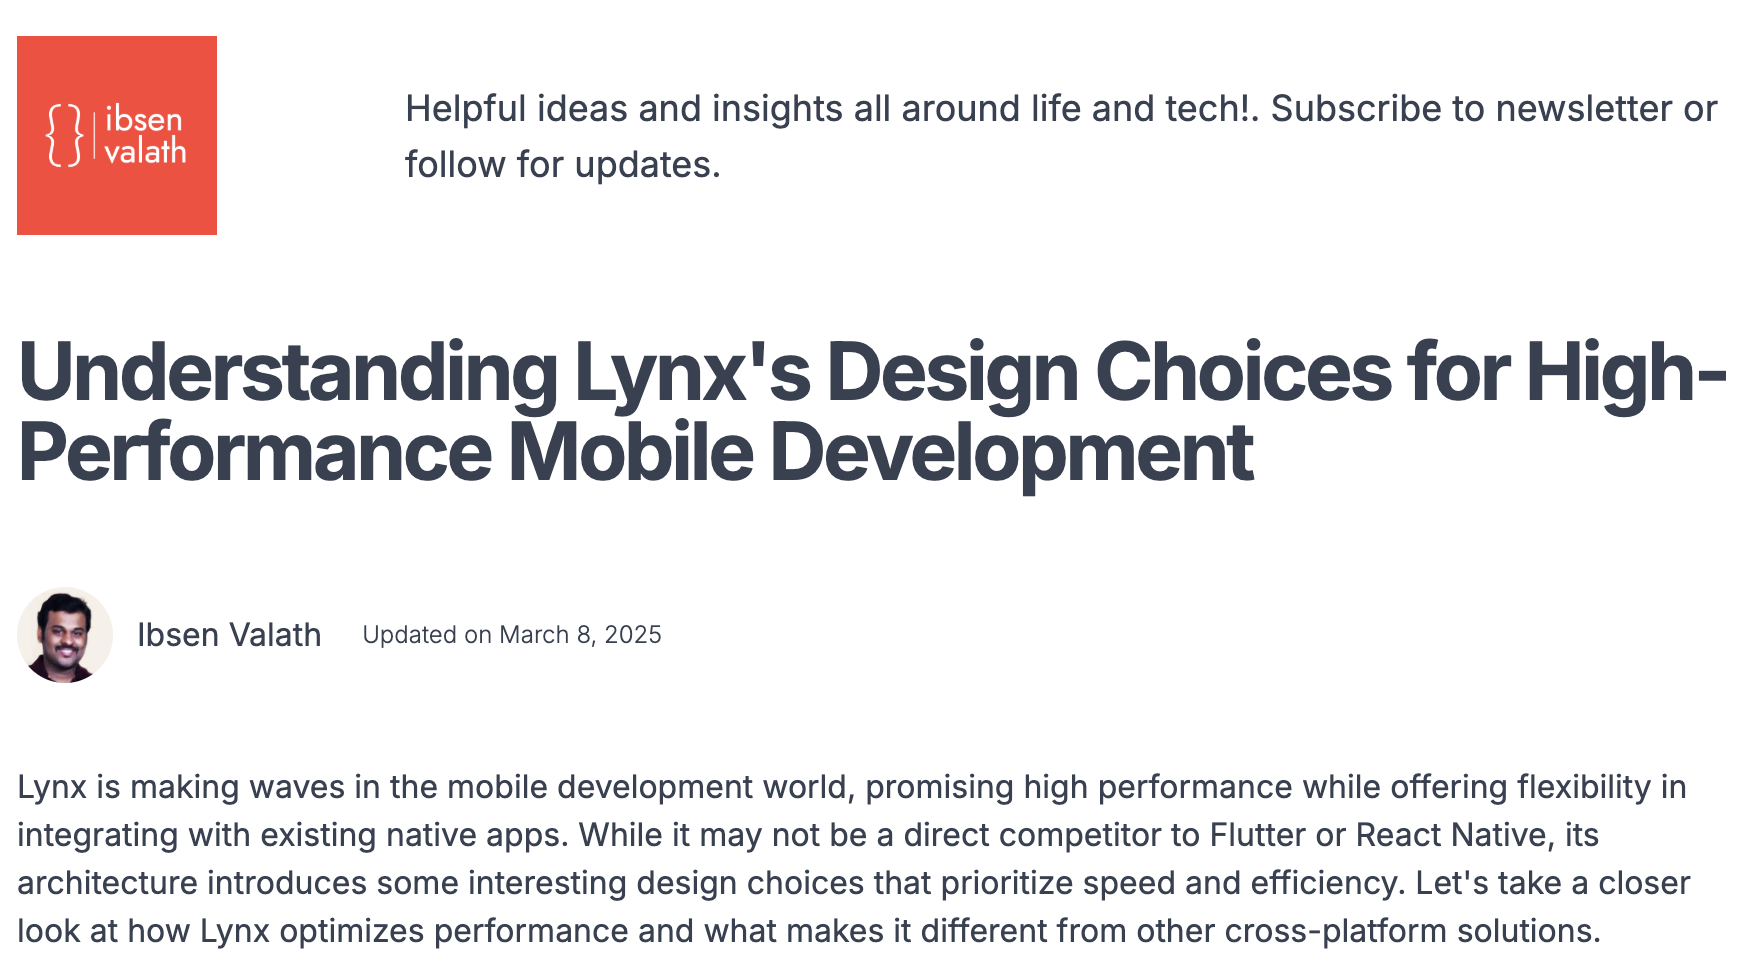 {} | ibsen
valath
Helpful ideas and insights all around life and tech!. Subscribe to newsletter or
follow for updates.
Understanding Lynx's Design Choices for High-
Performance Mobile Development
Ibsen Valath Updated on March 8, 2025
Lynx is making waves in the mobile development world, promising high performance while offering flexibility in
integrating with existing native apps. While it may not be a direct competitor to Flutter or React Native, its
architecture introduces some interesting design choices that prioritize speed and efficiency. Let's take a closer
look at how Lynx optimizes performance and what makes it different from other cross-platform solutions.